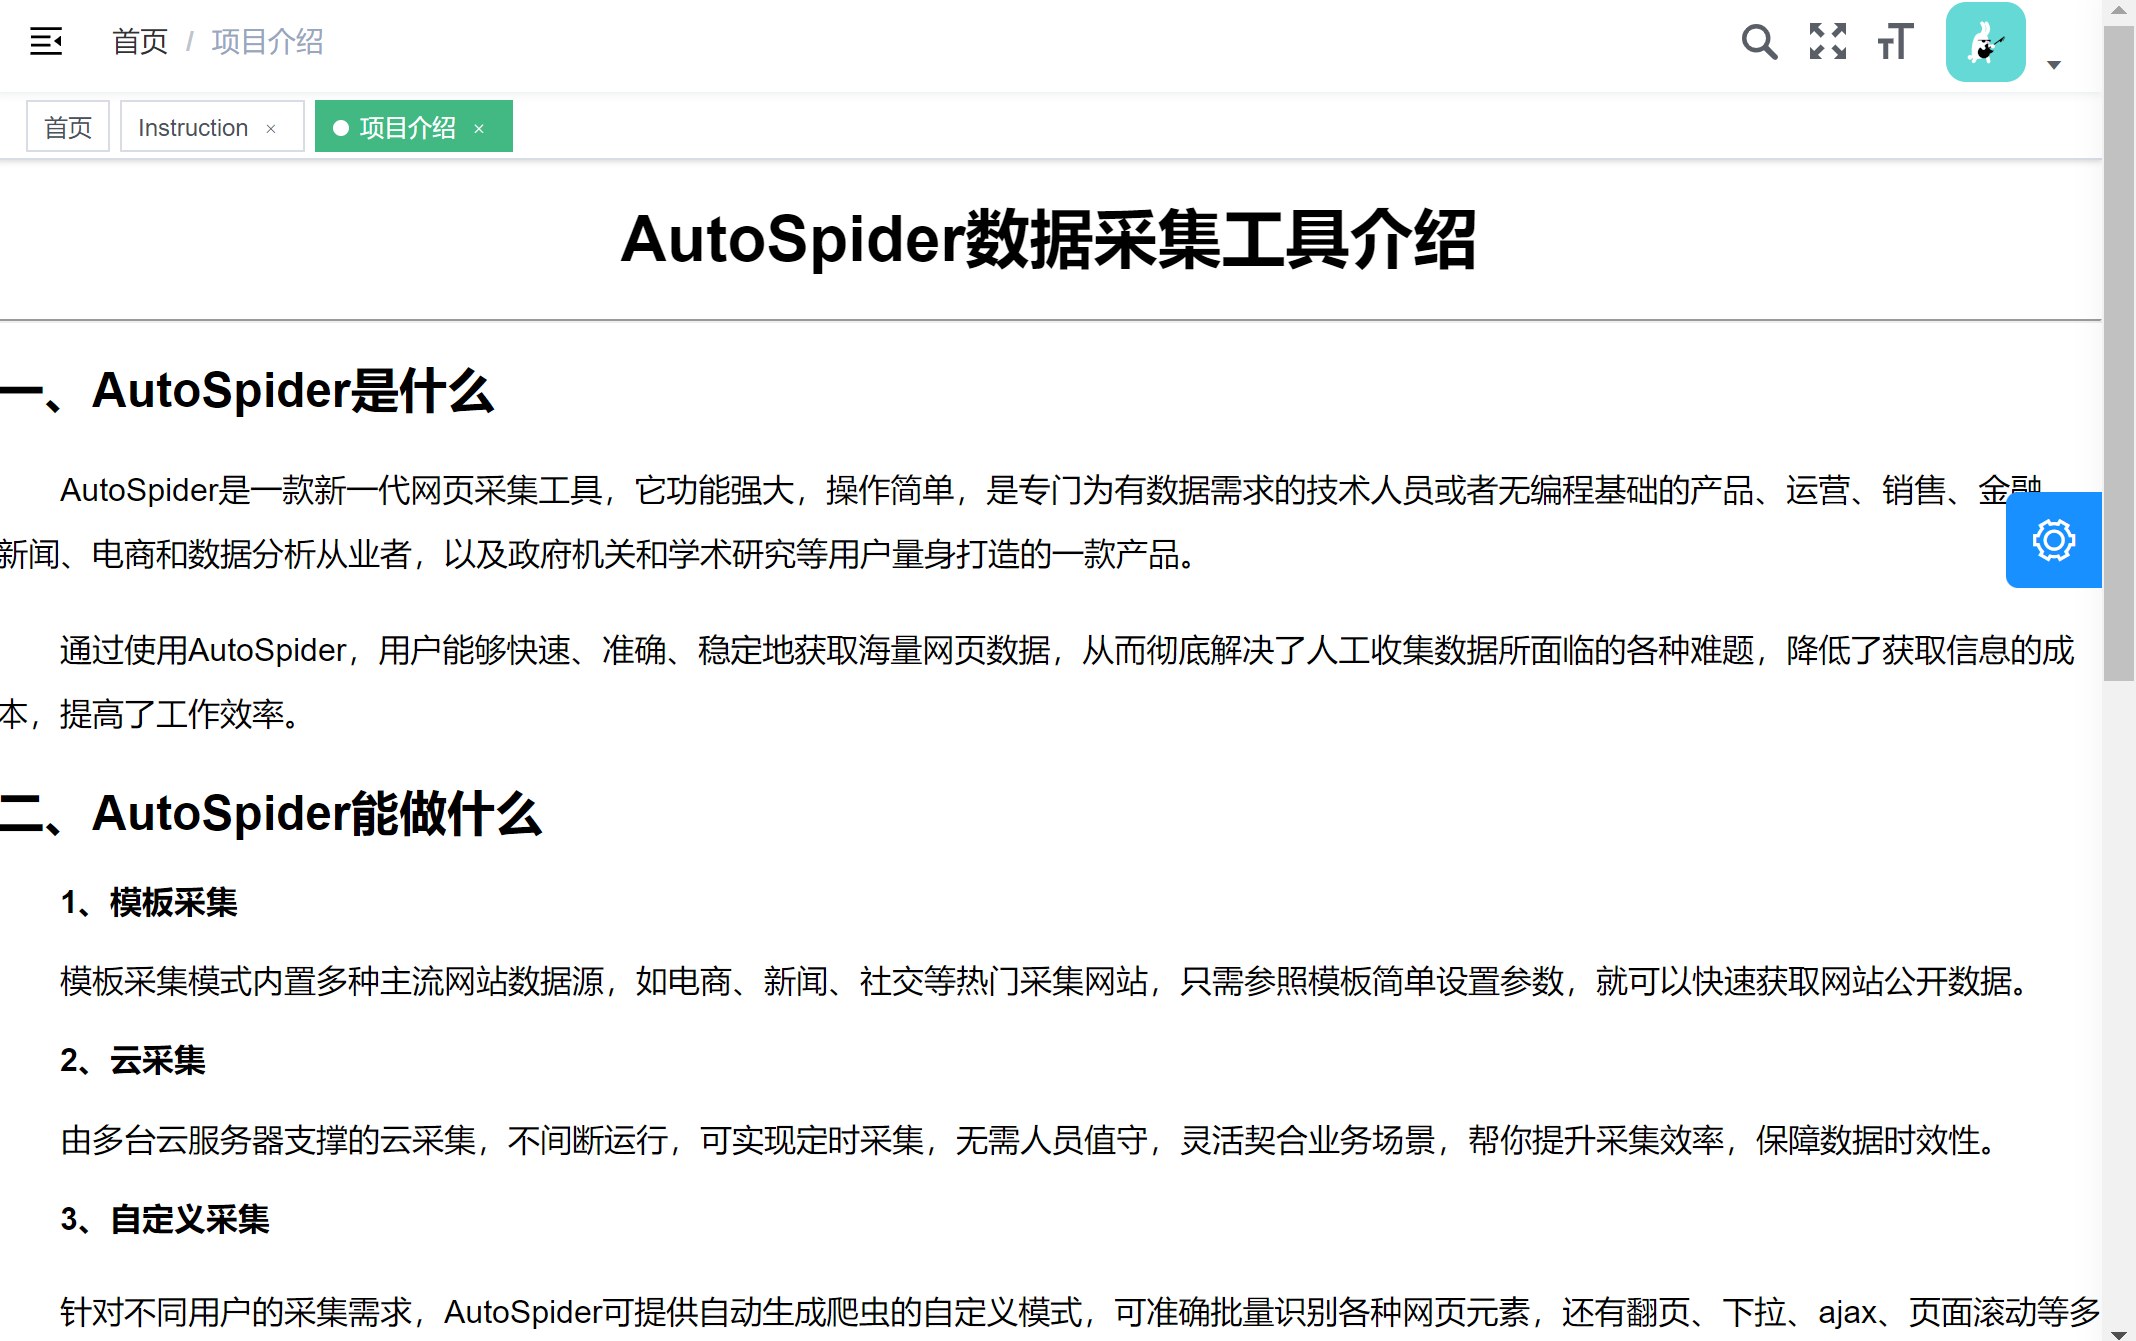 首页 / 项目介绍
首页 Instruction × 项目介绍 ×
AutoSpider数据采集工具介绍
一、AutoSpider是什么
AutoSpider是一款新一代网页采集工具，它功能强大，操作简单，是专门为有数据需求的技术人员或者无编程基础的产品、运营、销售、金融
新闻、电商和数据分析从业者，以及政府机关和学术研究等用户量身打造的一款产品。
通过使用AutoSpider，用户能够快速、准确、稳定地获取海量网页数据，从而彻底解决了人工收集数据所面临的各种难题，降低了获取信息的成
本，提高了工作效率。
二、AutoSpider能做什么
1、模板采集
模板采集模式内置多种主流网站数据源，如电商、新闻、社交等热门采集网站，只需参照模板简单设置参数，就可以快速获取网站公开数据。
2、云采集
由多台云服务器支撑的云采集，不间断运行，可实现定时采集，无需人员值守，灵活契合业务场景，帮你提升采集效率，保障数据时效性。
3、自定义采集
针对不同用户的采集需求，AutoSpider可提供自动生成爬虫的自定义模式，可准确批量识别各种网页元素，还有翻页、下拉、ajax、页面滚动等多